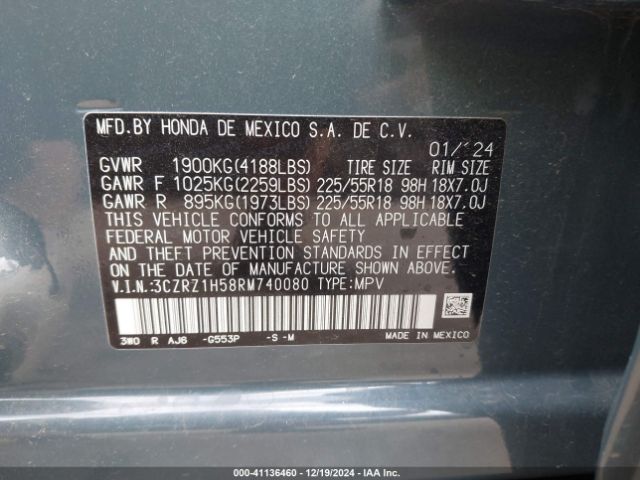 MFD.BY HONDA DE MEXICO S.A. DE C.V.
01/'24
GVWR 1900KG(4188LBS) TIRE SIZE RIM SIZE
GAWR F 1025KG(2259LBS) 225/55R18 98H 18X7.0J
GAWR R 895KG(1973LBS) 225/55R18 98H 18X7.0J
THIS VEHICLE CONFORMS TO ALL APPLICABLE
FEDERAL MOTOR VEHICLE SAFETY
AND THEFT PREVENTION STANDARDS IN EFFECT
ON THE DATE OF MANUFACTURE SHOWN ABOVE.
V.I.N.:3CZRZ1H58RM740080 TYPE:MPV
3W0 R AJ6 -G553P -S -M MADE IN MEXICO
000-41136460 - 12/19/2024 - IAA Inc.